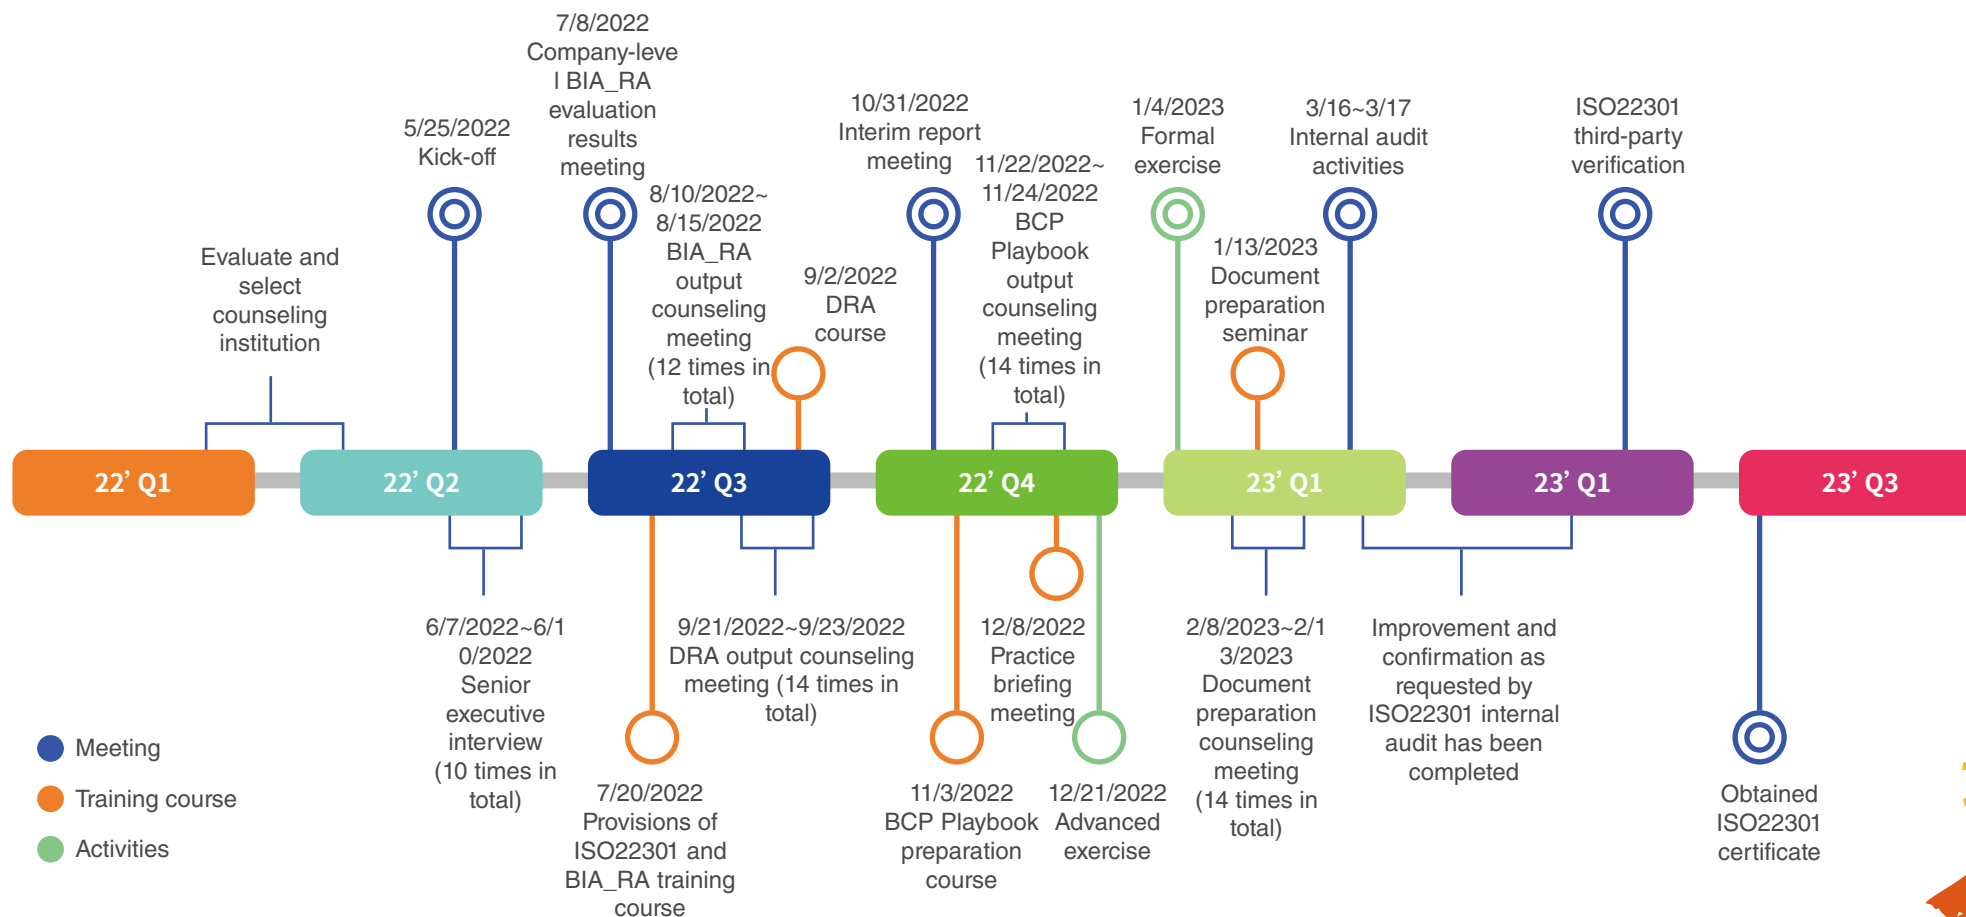 Evaluate and
select
counseling
institution
5/25/2022
Kick-off
7/8/2022
Company-leve
l BIA_RA
evaluation
results
meeting
8/10/2022~
8/15/2022
BIA_RA
output
counseling
meeting
(12 times in
total)
9/2/2022
DRA
course
10/31/2022
Interim report
meeting
11/22/2022~
11/24/2022
BCP
Playbook
output
counseling
meeting
(14 times in
total)
1/4/2023
Formal
exercise
1/13/2023
Document
preparation
seminar
3/16~3/17
Internal audit
activities
ISO22301
third-party
verification
22’ Q1
22’ Q2
22’ Q3
22’ Q4
23’ Q1
23’ Q1
23’ Q3
6/7/2022~6/1
0/2022
Senior
executive
interview
(10 times in
total)
7/20/2022
Provisions of
ISO22301 and
BIA_RA training
course
9/21/2022~9/23/2022
DRA output counseling
meeting (14 times in
total)
11/3/2022
BCP Playbook
preparation
course
12/8/2022
Practice
briefing
meeting
12/21/2022
Advanced
exercise
2/8/2023~2/1
3/2023
Document
preparation
counseling
meeting
(14 times in
total)
Improvement and
confirmation as
requested by
ISO22301 internal
audit has been
completed
Obtained
ISO22301
certificate
Meeting
Training course
Activities